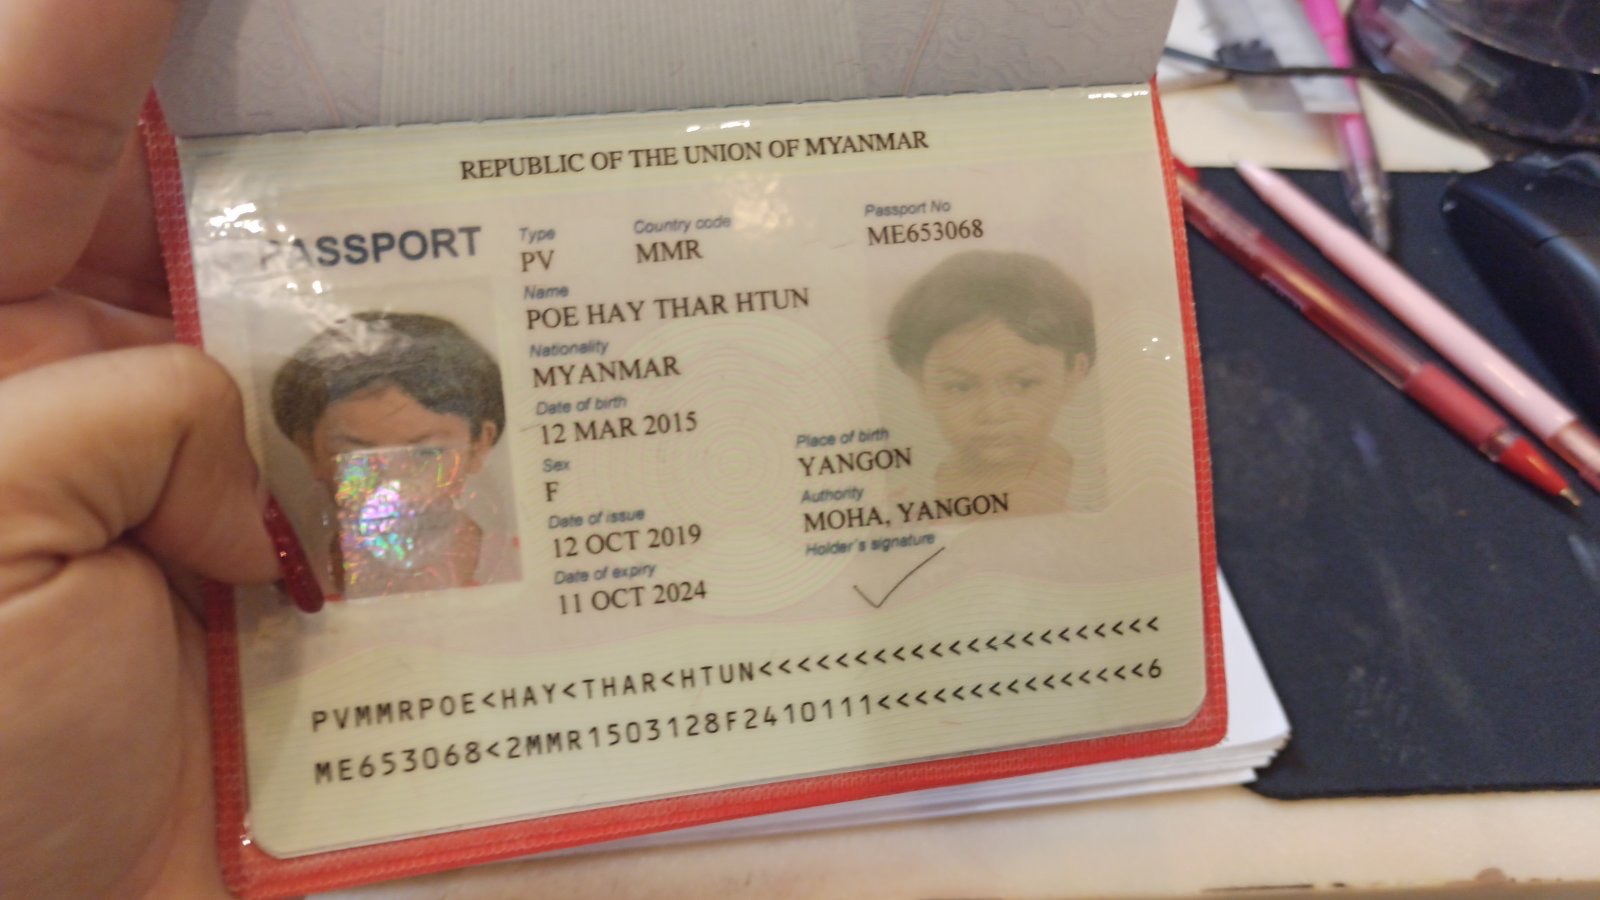 REPUBLIC OF THE UNION OF MYANMAR
PASSPORT
Type
PV
Country code
MMR
Passport No
ME653068
Name
POE HAY THAR HTUN
Nationality
MYANMAR
Date of birth
12 MAR 2015
Sex
F
Place of birth
YANGON
Date of issue
12 OCT 2019
Authority
MOHA, YANGON
Date of expiry
11 OCT 2024
Holder's signature
PVMMRPOE<HAY<THAR<HTUN<<<<<<<<<<<<<<<<<<<<<<
ME653068<2MMR1503128F2410111<<<<<<<<<<<<<<<6